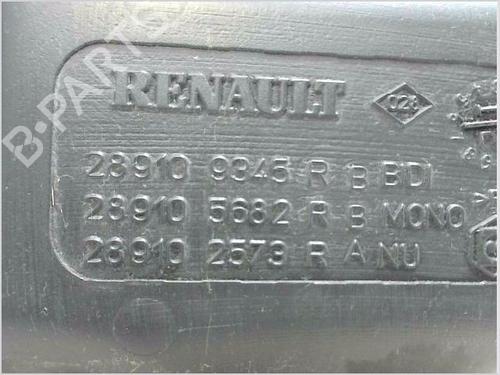 B-PARTS
RENAULT
028
28910 9345 R B BDI
28910 5682 R B MONO
28910 2573 R A NU